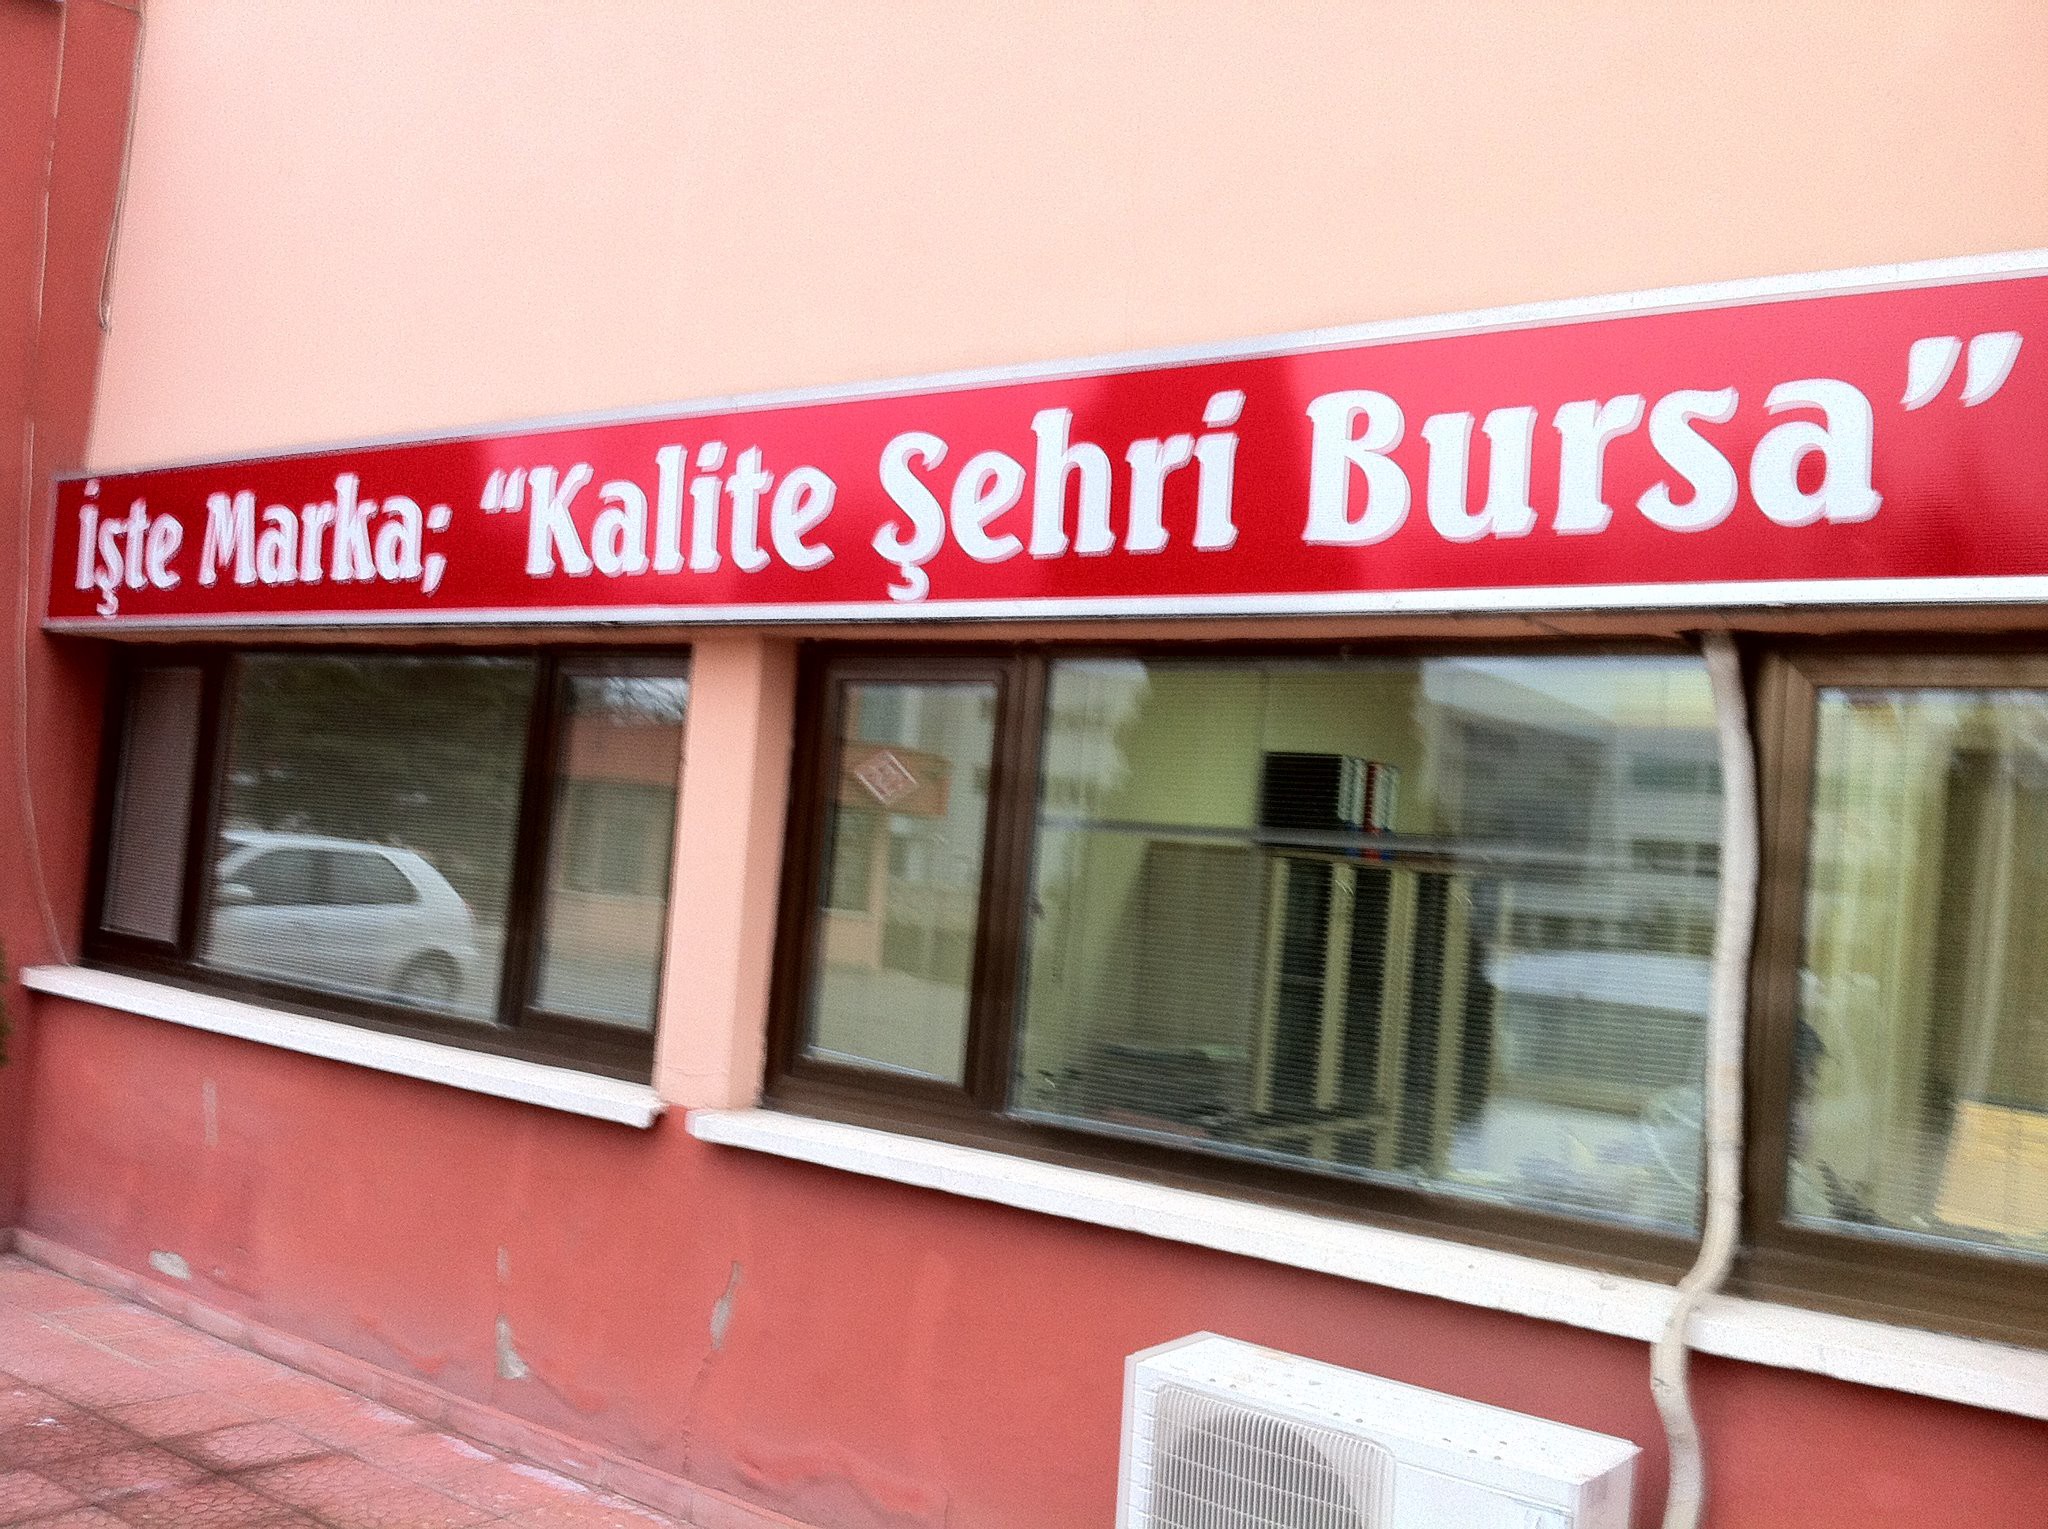 İşte Marka; “Kalite Şehri Bursa”